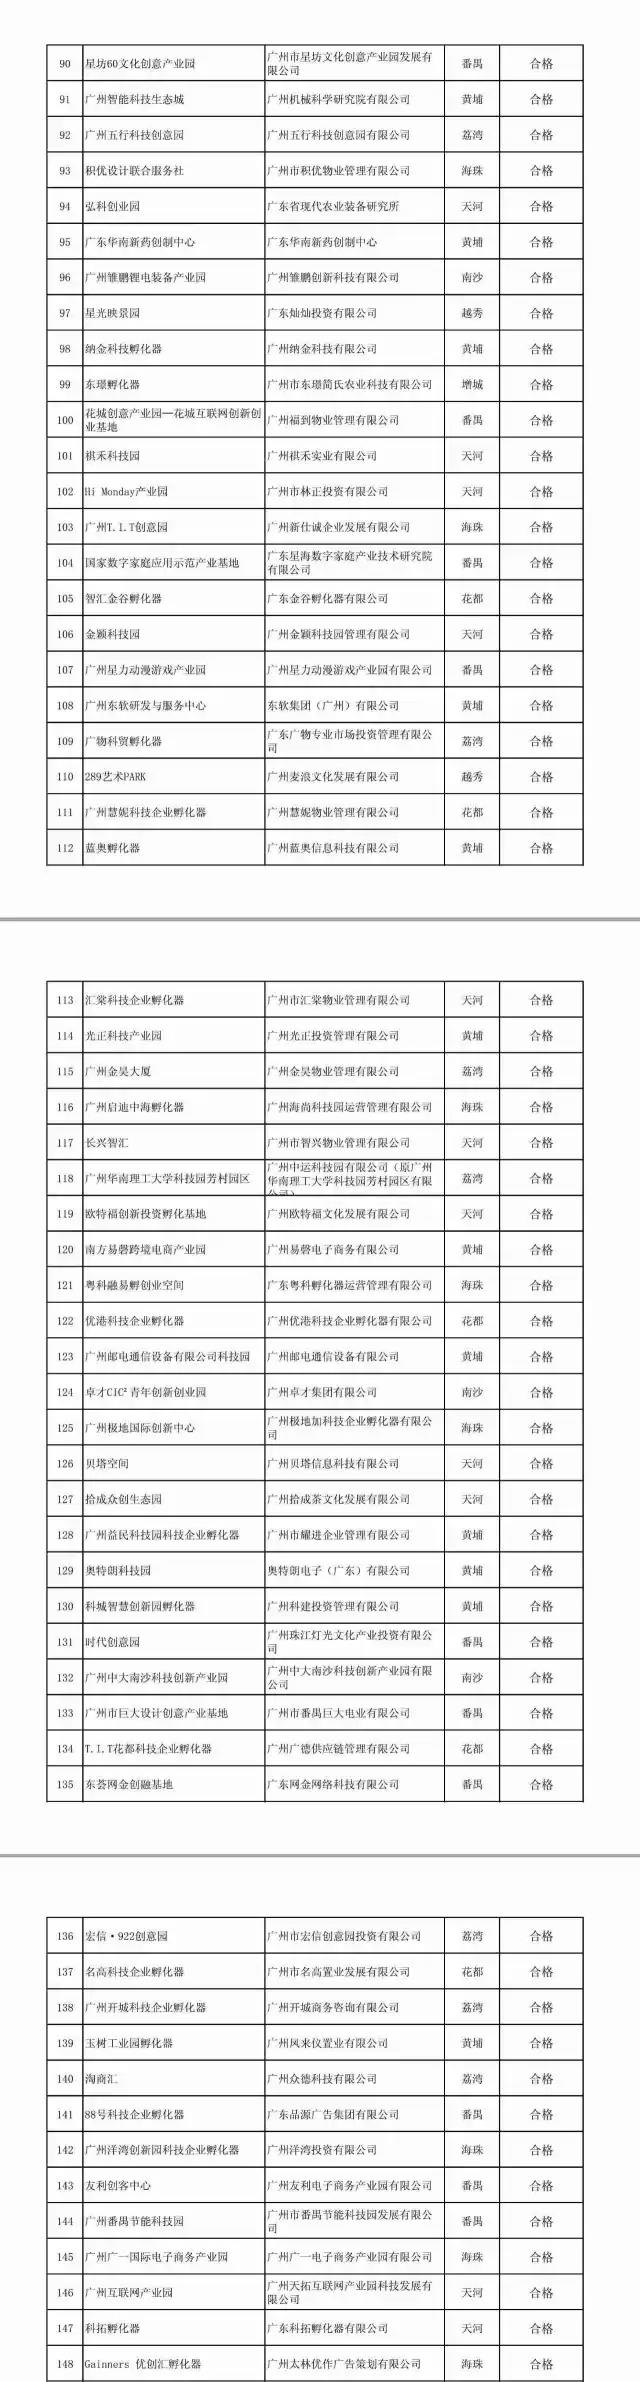 90 星坊60文化创意产业园 广州市星坊文化创意产业园发展有限公司 番禺 合格
91 广州智能科技生态城 广州机械科学研究院有限公司 黄埔 合格
92 广州五行科技创意园 广州五行科技创意园有限公司 荔湾 合格
93 积优设计联合服务社 广州市积优物业管理有限公司 海珠 合格
94 弘科创业园 广东省现代农业装备研究所 天河 合格
95 广东华南新药创制中心 广东华南新药创制中心 黄埔 合格
96 广州雏鹏锂电装备产业园 广州雏鹏创新科技有限公司 南沙 合格
97 星光映景园 广东灿灿投资有限公司 越秀 合格
98 纳金科技孵化器 广州纳金科技有限公司 黄埔 合格
99 东璟孵化器 广州市东璟简氏农业科技有限公司 增城 合格
100 花城创意产业园—花城互联网创新创业基地 广州福到物业管理有限公司 番禺 合格
101 祺禾科技园 广州祺禾实业有限公司 天河 合格
102 Hi Monday产业园 广州市林正投资有限公司 天河 合格
103 广州T.I.T创意园 广州新仕诚企业发展有限公司 海珠 合格
104 国家数字家庭应用示范产业基地 广东星海数字家庭产业技术研究院有限公司 番禺 合格
105 智汇金谷孵化器 广东金谷孵化器有限公司 花都 合格
106 金颖科技园 广州金颖科技园管理有限公司 天河 合格
107 广州星力动漫游戏产业园 广州星力动漫游戏产业园有限公司 番禺 合格
108 广州东软研发与服务中心 东软集团（广州）有限公司 黄埔 合格
109 广物科贸孵化器 广东广物专业市场投资管理有限公司 荔湾 合格
110 289艺术PARK 广州麦浪文化发展有限公司 越秀 合格
111 广州慧妮科技企业孵化器 广州慧妮物业管理有限公司 花都 合格
112 蓝奥孵化器 广州蓝奥信息科技有限公司 黄埔 合格
113 汇棠科技企业孵化器 广州市汇棠物业管理有限公司 天河 合格
114 光正科技产业园 广州光正投资管理有限公司 黄埔 合格
115 广州金昊大厦 广州金昊物业管理有限公司 荔湾 合格
116 广州启迪中海孵化器 广州海尚科技园运营管理有限公司 海珠 合格
117 长兴智汇 广州市智兴物业管理有限公司 天河 合格
118 广州华南理工大学科技园芳村园区 广州中运科技园有限公司（原广州华南理工大学科技园芳村园区有限公司） 荔湾 合格
119 欧特福创新投资孵化基地 广州欧特福文化发展有限公司 天河 合格
120 南方易磬跨境电商产业园 广州易磬电子商务有限公司 黄埔 合格
121 粤科融易孵创业空间 广东粤科孵化器运营管理有限公司 海珠 合格
122 优港科技企业孵化器 广州优港科技企业孵化器有限公司 花都 合格
123 广州邮电通信设备有限公司科技园 广州邮电通信设备有限公司 黄埔 合格
124 卓才CIC²青年创新创业园 广州卓才集团有限公司 南沙 合格
125 广州极地国际创新中心 广州极地加科技企业孵化器有限公司 海珠 合格
126 贝塔空间 广州贝塔信息科技有限公司 天河 合格
127 拾成众创生态园 广州拾成茶文化发展有限公司 天河 合格
128 广州益民科技园科技企业孵化器 广州市耀进企业管理有限公司 黄埔 合格
129 奥特朗科技园 奥特朗电子（广东）有限公司 黄埔 合格
130 科城智慧创新园孵化器 广州科建投资管理有限公司 黄埔 合格
131 时代创意园 广州珠江灯光文化产业投资有限公司 番禺 合格
132 广州中大南沙科技创新产业园 广州中大南沙科技创新产业园有限公司 南沙 合格
133 广州市巨大设计创意产业基地 广州市番禺巨大电业有限公司 番禺 合格
134 T.I.T花都科技企业孵化器 广州广德供应链管理有限公司 花都 合格
135 东荟网金创融基地 广东网金网络科技有限公司 番禺 合格
136 宏信·922创意园 广州市宏信创意园投资有限公司 荔湾 合格
137 名高科技企业孵化器 广州市名高置业发展有限公司 花都 合格
138 广州开城科技企业孵化器 广州开城商务咨询有限公司 荔湾 合格
139 玉树工业园孵化器 广州凤来仪置业有限公司 黄埔 合格
140 淘商汇 广州众德科技有限公司 荔湾 合格
141 88号科技企业孵化器 广东品源广告集团有限公司 番禺 合格
142 广州洋湾创新园科技企业孵化器 广州洋湾投资有限公司 海珠 合格
143 友利创客中心 广州友利电子商务产业园有限公司 番禺 合格
144 广州番禺节能科技园 广州市番禺节能科技园发展有限公司 番禺 合格
145 广州广一国际电子商务产业园 广州广一电子商务产业园有限公司 海珠 合格
146 广州互联网产业园 广州天拓互联网产业园科技发展有限公司 天河 合格
147 科拓孵化器 广东科拓孵化器有限公司 天河 合格
148 Gainners 优创汇孵化器 广州太林优作广告策划有限公司 海珠 合格